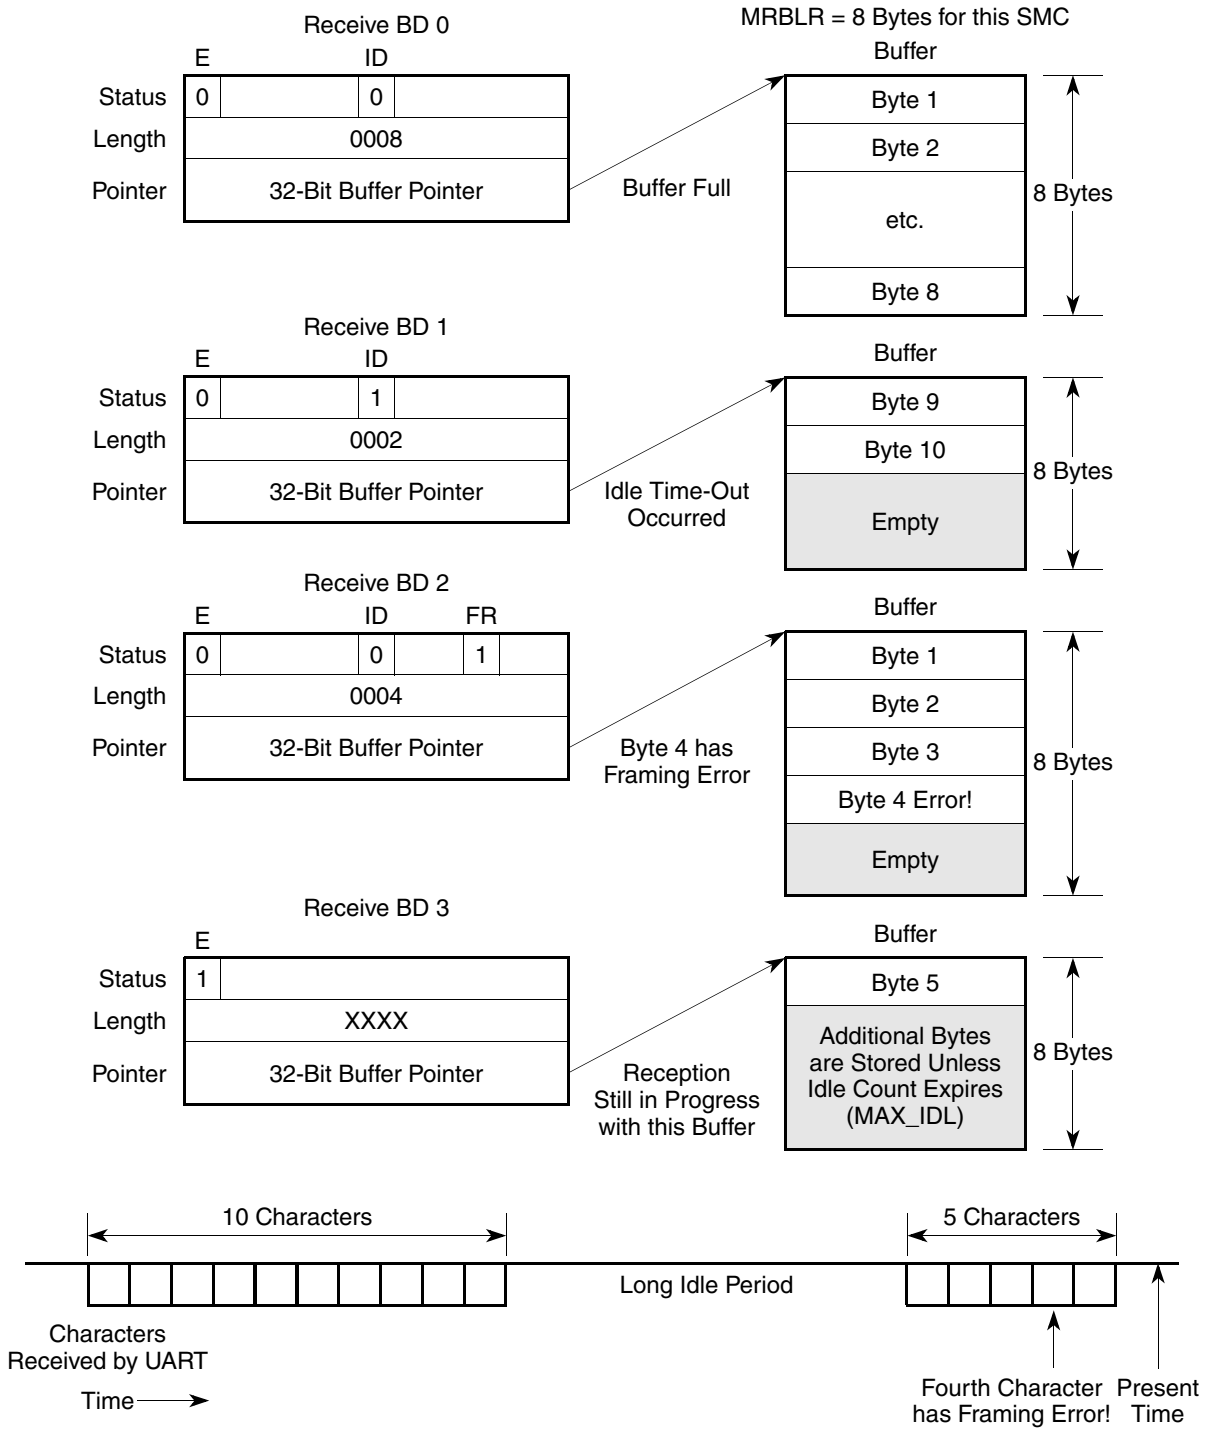 Receive BD 0
MRBLR = 8 Bytes for this SMC
E ID
Buffer
Status 0 0
Byte 1
Length 0008
Byte 2
Pointer 32-Bit Buffer Pointer
Buffer Full
etc.
8 Bytes
Byte 8
Receive BD 1
E ID
Buffer
Status 0 1
Byte 9
Length 0002
Byte 10
Pointer 32-Bit Buffer Pointer
Idle Time-Out
Occurred
Empty
8 Bytes
Receive BD 2
E ID FR
Buffer
Status 0 0 1
Byte 1
Length 0004
Byte 2
Pointer 32-Bit Buffer Pointer
Byte 4 has
Framing Error
Byte 3
Byte 4 Error!
Empty
8 Bytes
Receive BD 3
E
Buffer
Status 1
Byte 5
Length XXXX
Pointer 32-Bit Buffer Pointer
Reception
Still in Progress
with this Buffer
Additional Bytes
are Stored Unless
Idle Count Expires
(MAX_IDL)
8 Bytes
10 Characters
5 Characters
Long Idle Period
Characters
Received by UART
Time
Fourth Character
has Framing Error!
Present
Time